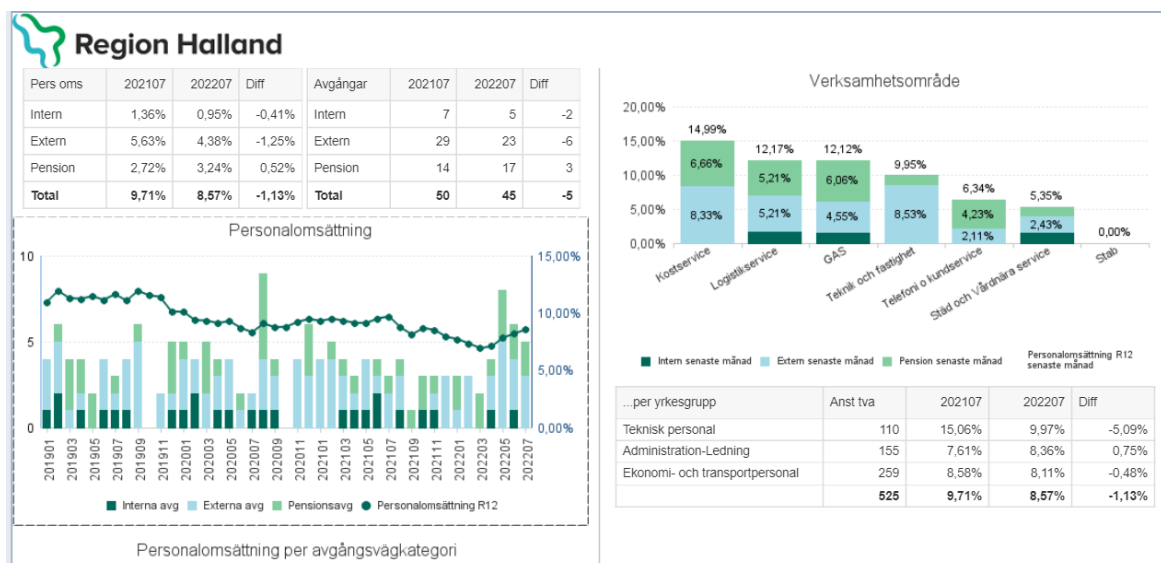 Region Halland
Pers oms 202107 202207 Diff
Intern 1,36% 0,95% -0,41%
Extern 5,63% 4,38% -1,25%
Pension 2,72% 3,24% 0,52%
Total 9,71% 8,57% -1,13%
Avgångar 202107 202207 Diff
Intern 7 5 -2
Extern 29 23 -6
Pension 14 17 3
Total 50 45 -5
Personalomsättning
10 15,00%
10,00%
5
5,00%
0 0,00%
201901 201903 201905 201907 201909 201911 202001 202003 202005 202007 202009 202011 202101 202103 202105 202107 202109 202111 202201 202203 202205 202207
Interna avg Externa avg Pensionsavg Personalomsättning R12
Personalomsättning per avgångsvägkategori
Verksamhetsområde
20,00%
15,00%
10,00%
5,00%
0,00%
14,99% 12,17% 12,12% 9,95% 6,34% 5,35% 0,00%
6,66% 5,21% 6,06% 4,23%
8,33% 5,21% 4,55% 8,53% 2,11% 2,43%
Kostservice Logistikservice GAS Teknik och fastighet Telefoni o kundservice Städ och Vårdnära service Stab
Intern senaste månad Extern senaste månad Pension senaste månad Personalomsättning R12
senaste månad
...per yrkesgrupp Anst tva 202107 202207 Diff
Teknisk personal 110 15,06% 9,97% -5,09%
Administration-Ledning 155 7,61% 8,36% 0,75%
Ekonomi- och transportpersonal 259 8,58% 8,11% -0,48%
525 9,71% 8,57% -1,13%